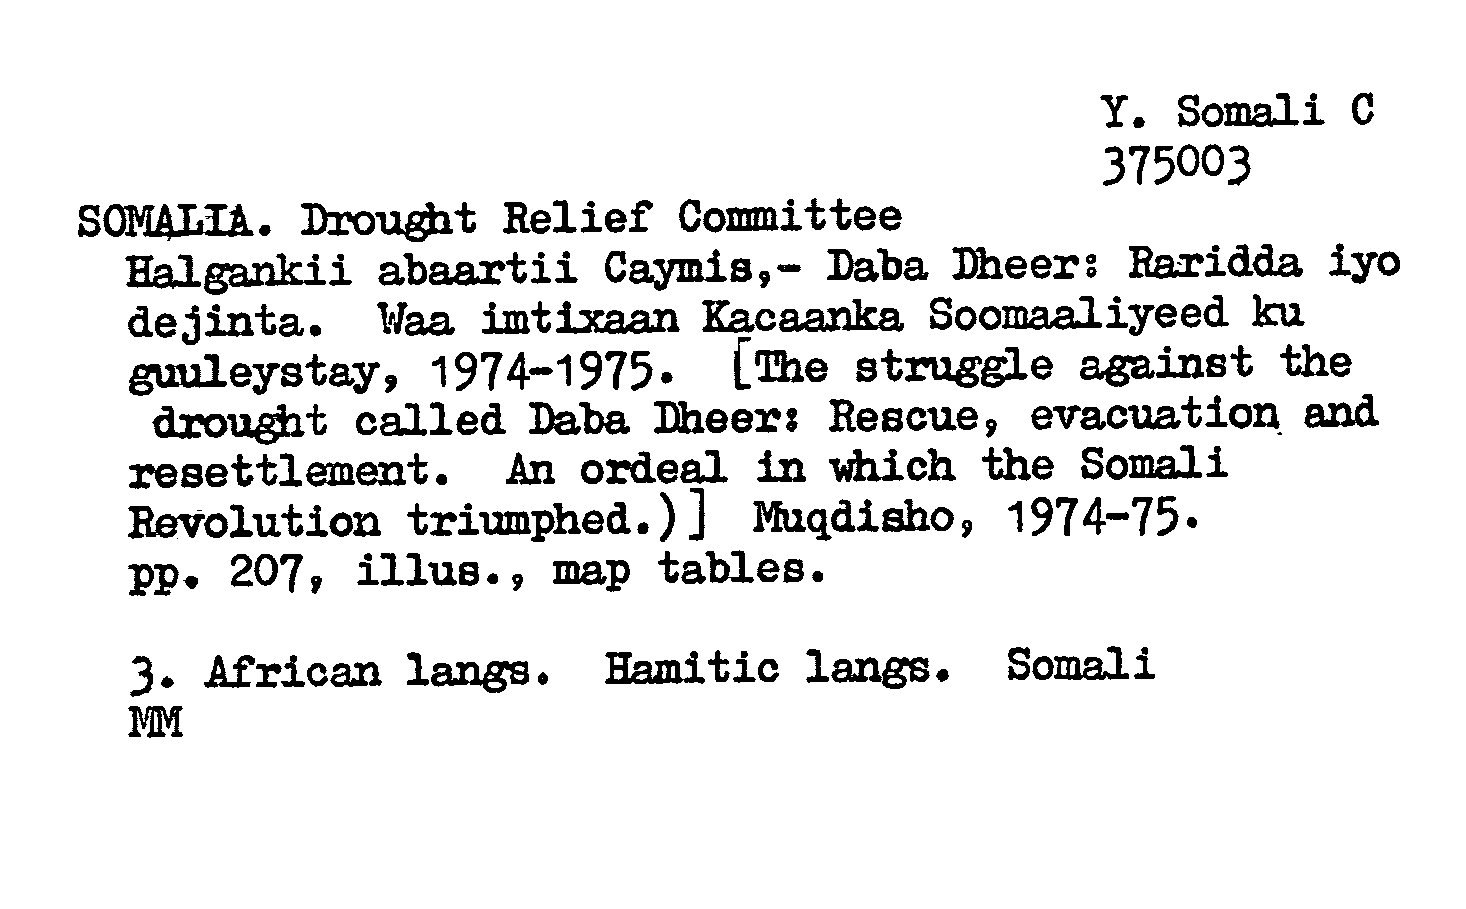 Y. Somali C
375003
SOMALIA. Drought Relief Committee
Halgankii abaartii Caymis,- Daba Dheer: Raridda iyo
dejinta. Waa imtixaan Kacaanka Soomaaliyeed ku
guuleystay, 1974-1975. [The struggle against the
drought called Daba Dheer: Rescue, evacuation and
resettlement. An ordeal in which the Somali
Revolution triumphed.)] Muqdisho, 1974-75.
pp. 207, illus., map tables.
3. African langs. Hamitic langs. Somali
MM